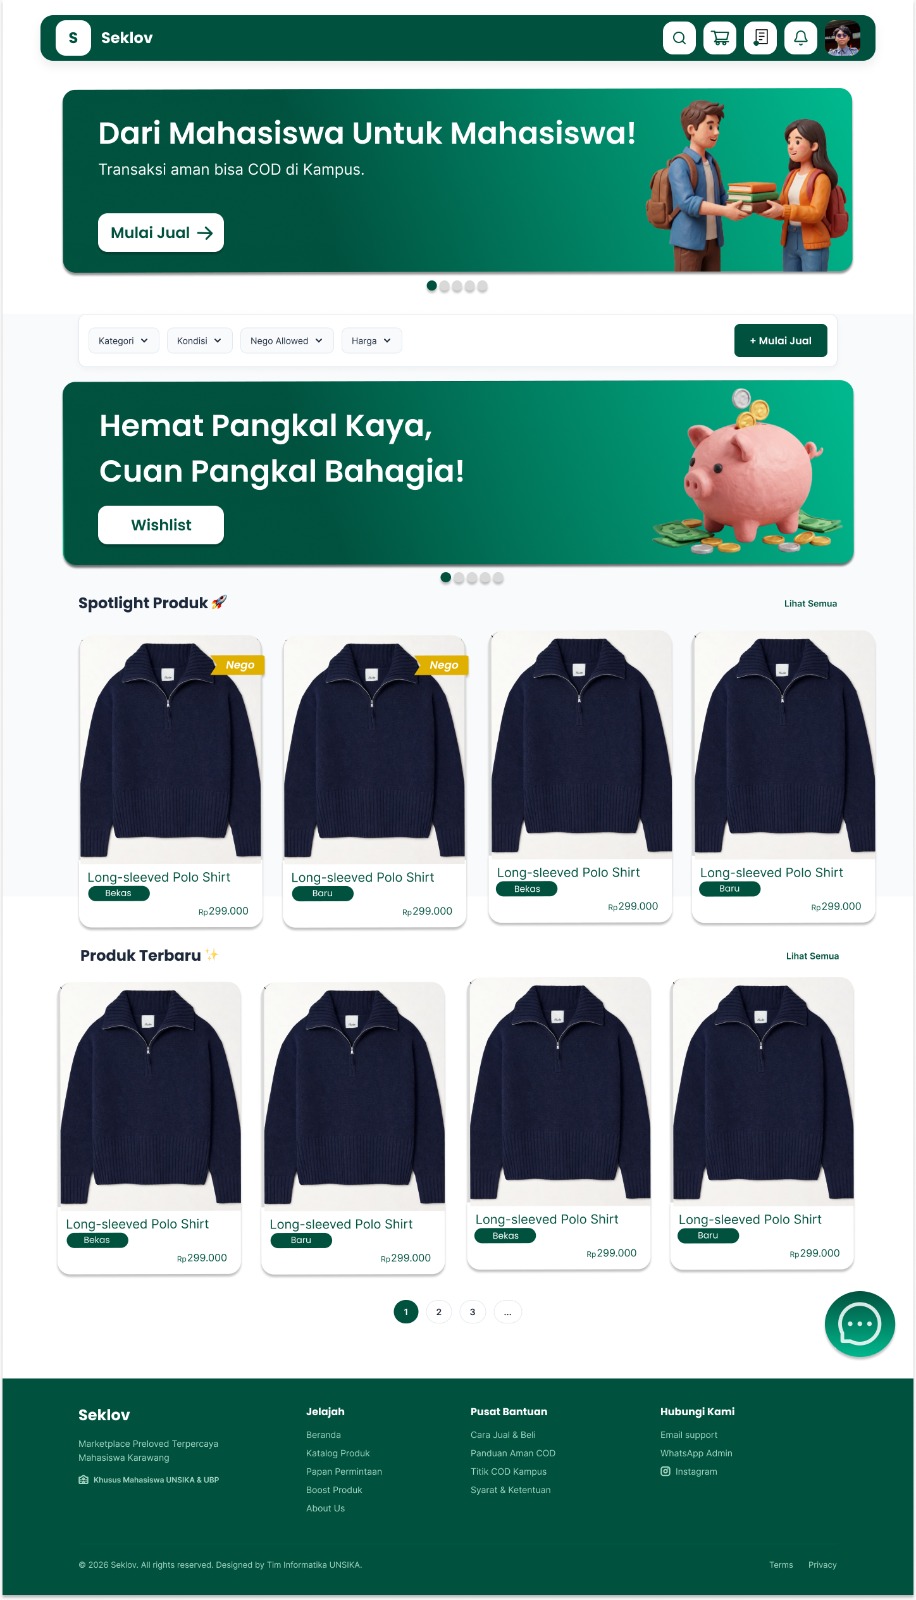 S Seklov
Dari Mahasiswa Untuk Mahasiswa!
Transaksi aman bisa COD di Kampus.
Mulai Jual →
Kategori Kondisi Nego Allowed Harga + Mulai Jual
Hemat Pangkal Kaya,
Cuan Pangkal Bahagia!
Wishlist
Spotlight Produk 🚀 Lihat Semua
Nego Nego
Long-sleeved Polo Shirt Long-sleeved Polo Shirt Long-sleeved Polo Shirt Long-sleeved Polo Shirt
Bekas Baru Bekas Baru
Rp299.000 Rp299.000 Rp299.000 Rp299.000
Produk Terbaru ✨ Lihat Semua
Long-sleeved Polo Shirt Long-sleeved Polo Shirt Long-sleeved Polo Shirt Long-sleeved Polo Shirt
Bekas Baru Bekas Baru
Rp299.000 Rp299.000 Rp299.000 Rp299.000
1 2 3 ...
Seklov
Marketplace Preloved Terpercaya
Mahasiswa Karawang
Khusus Mahasiswa UNSIKA & UBP
Jelajah
Beranda
Katalog Produk
Papan Permintaan
Boost Produk
About Us
Pusat Bantuan
Cara Jual & Beli
Panduan Aman COD
Titik COD Kampus
Syarat & Ketentuan
Hubungi Kami
Email support
WhatsApp Admin
Instagram
© 2026 Seklov. All rights reserved. Designed by Tim Informatika UNSIKA.
Terms Privacy